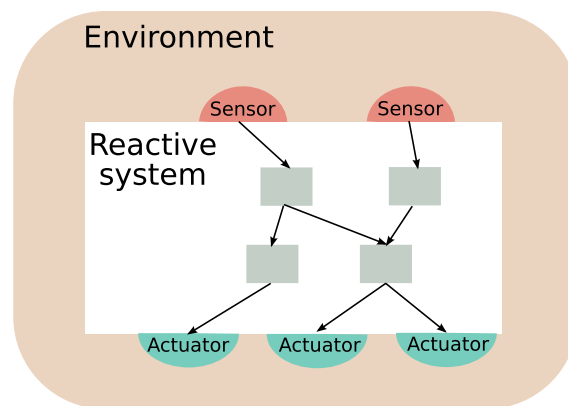 Environment
Sensor
Sensor
Reactive
system
Actuator
Actuator
Actuator